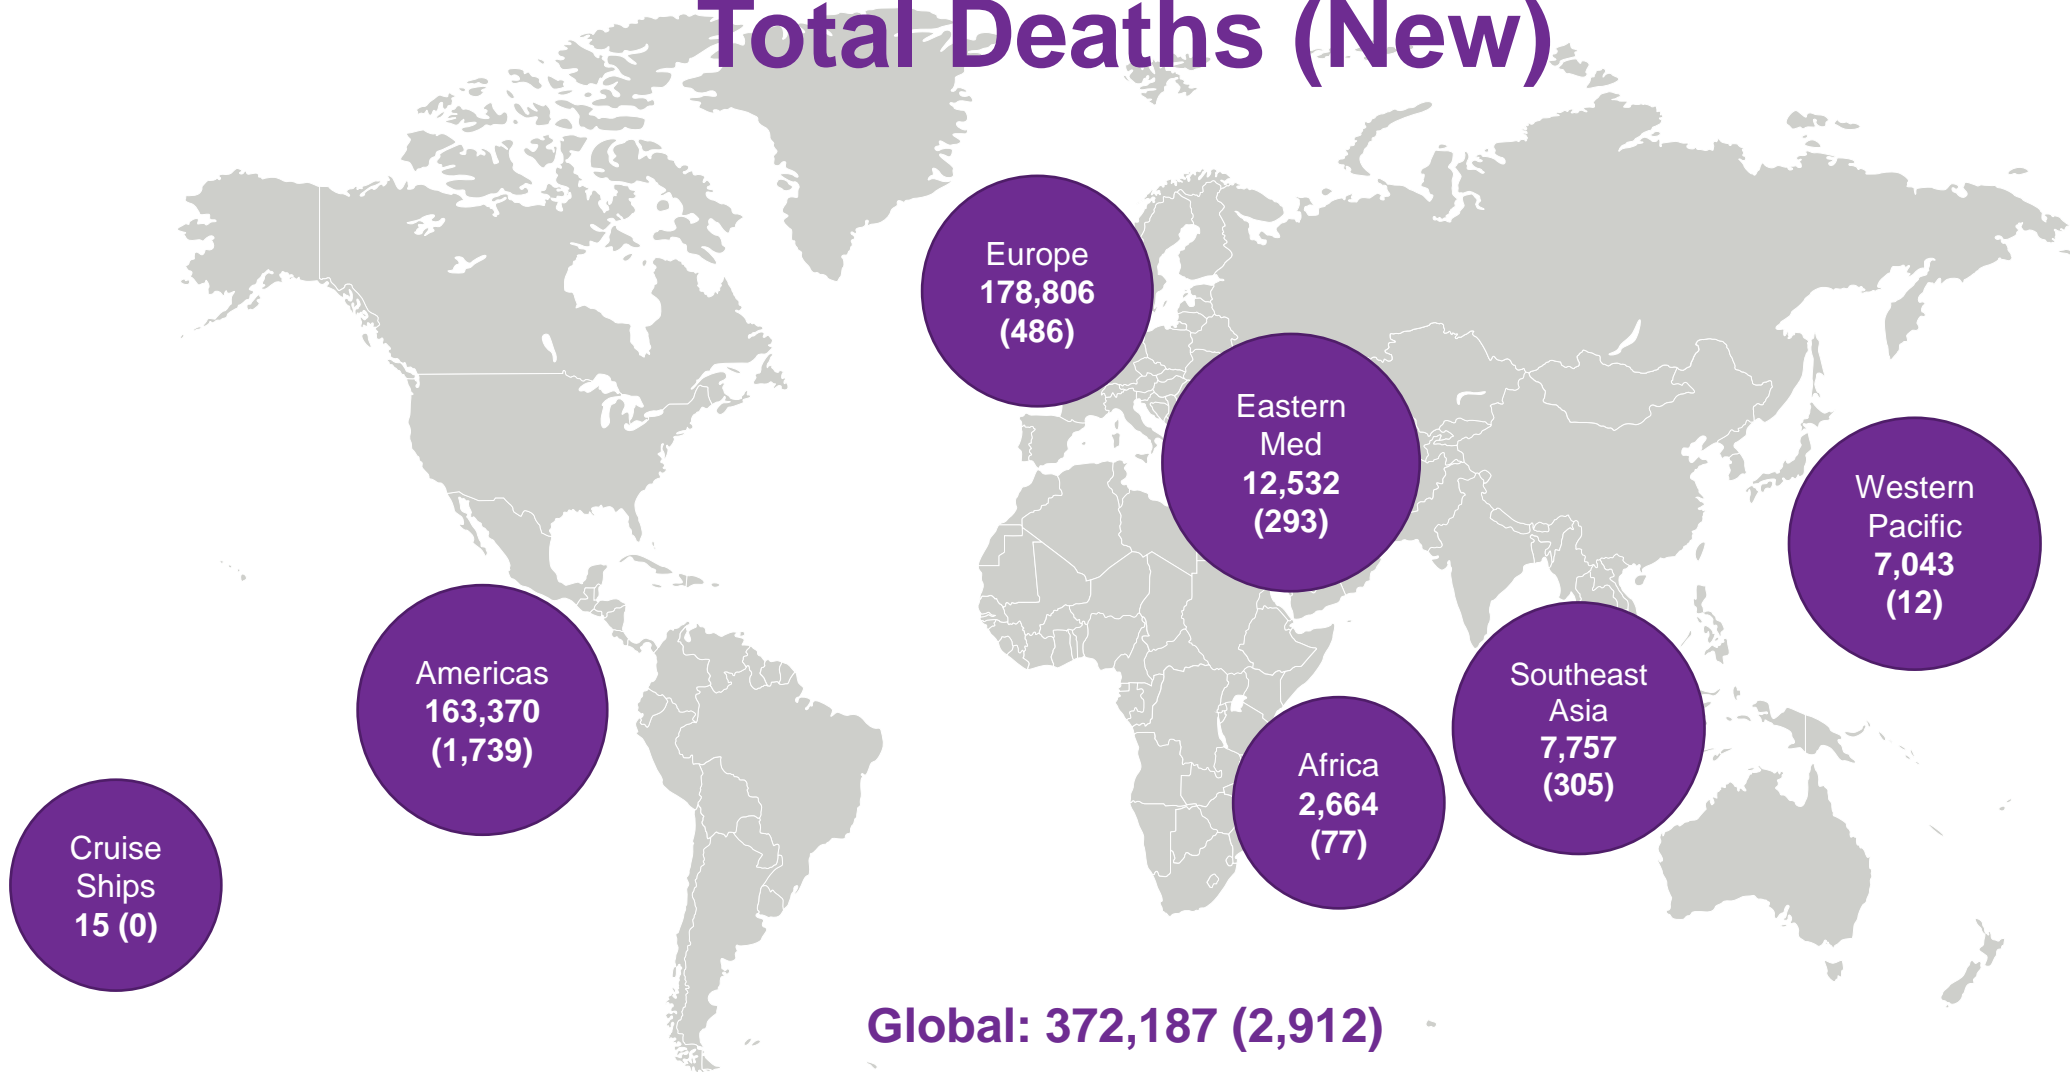 Total Deaths (New)
Europe
178,806
(486)
Eastern
Med
12,532
(293)
Western
Pacific
7,043
(12)
Americas
163,370
(1,739)
Southeast
Asia
7,757
(305)
Africa
2,664
(77)
Cruise
Ships
15 (0)
Global: 372,187 (2,912)